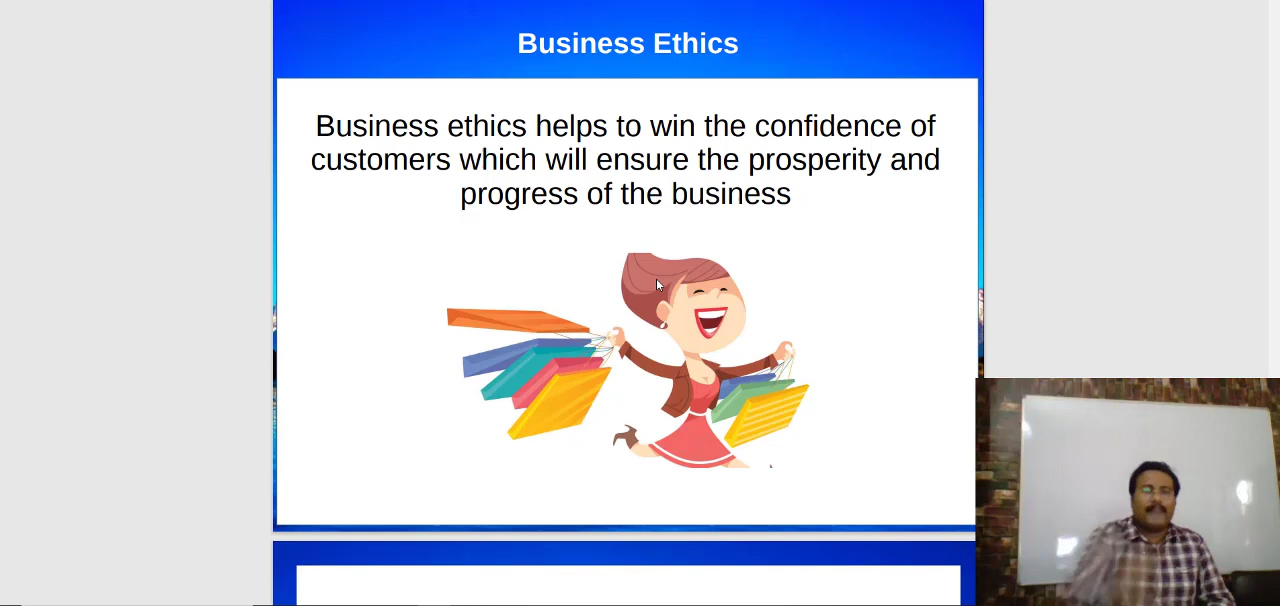 Business Ethics
Business ethics helps to win the confidence of
customers which will ensure the prosperity and
progress of the business